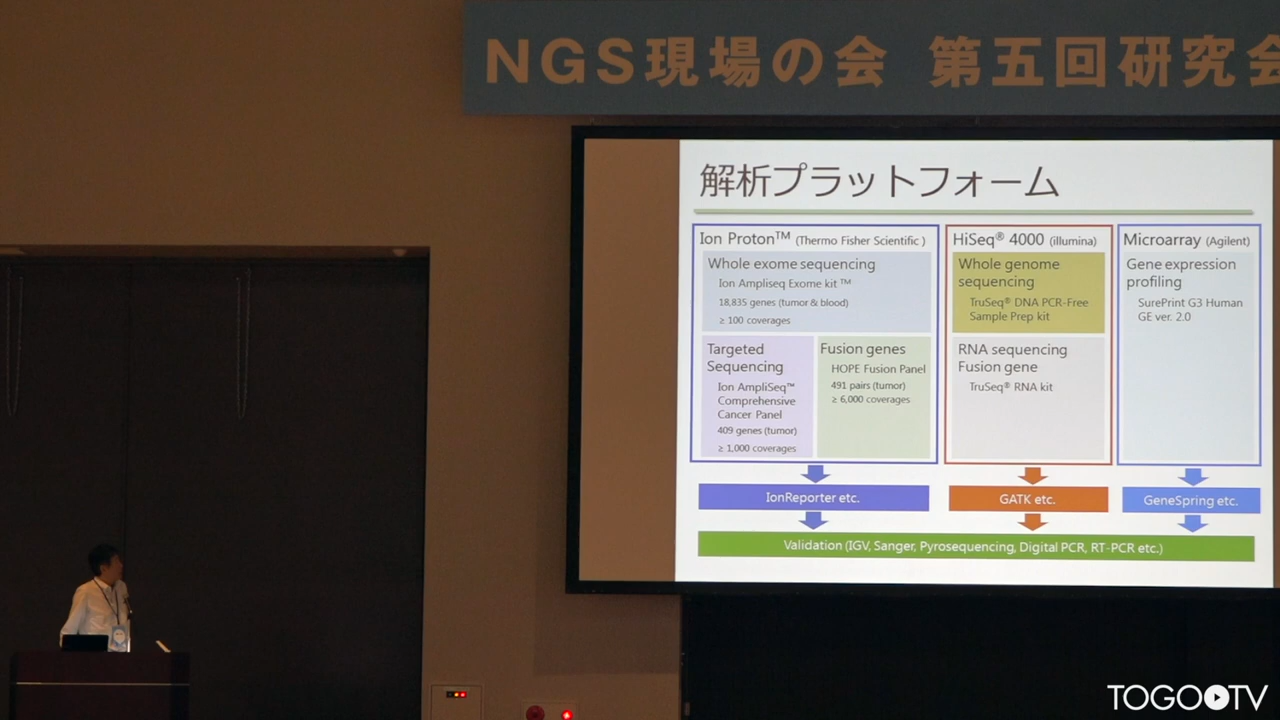 NGS現場の会 第五回研究会
解析プラットフォーム
Ion Proton™ (Thermo Fisher Scientific )
Whole exome sequencing
Ion Ampliseq Exome kit ™
18,835 genes (tumor & blood)
≥ 100 coverages
Targeted
Sequencing
Ion AmpliSeq™
Comprehensive
Cancer Panel
409 genes (tumor)
≥ 1,000 coverages
Fusion genes
HOPE Fusion Panel
491 pairs (tumor)
≥ 6,000 coverages
HiSeq® 4000 (illumina)
Whole genome
sequencing
TruSeq® DNA PCR-Free
Sample Prep kit
RNA sequencing
Fusion gene
TruSeq® RNA kit
Microarray (Agilent)
Gene expression
profiling
SurePrint G3 Human
GE ver. 2.0
IonReporter etc.
GATK etc.
GeneSpring etc.
Validation (IGV, Sanger, Pyrosequencing, Digital PCR, RT-PCR etc.)
TOGO TV